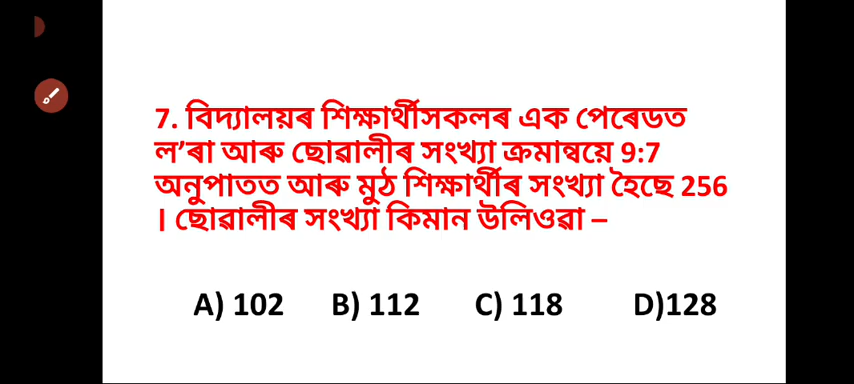 7. বিদ্যালয়ৰ শিক্ষাৰ্থীসকলৰ এক পেৰেডত
ল’ৰা আৰু ছোৱালীৰ সংখ্যা ক্ৰমান্বয়ে 9:7
অনুপাতত আৰু মুঠ শিক্ষাৰ্থীৰ সংখ্যা হৈছে 256
। ছোৱালীৰ সংখ্যা কিমান উলিওৱা –
A) 102 B) 112 C) 118 D)128